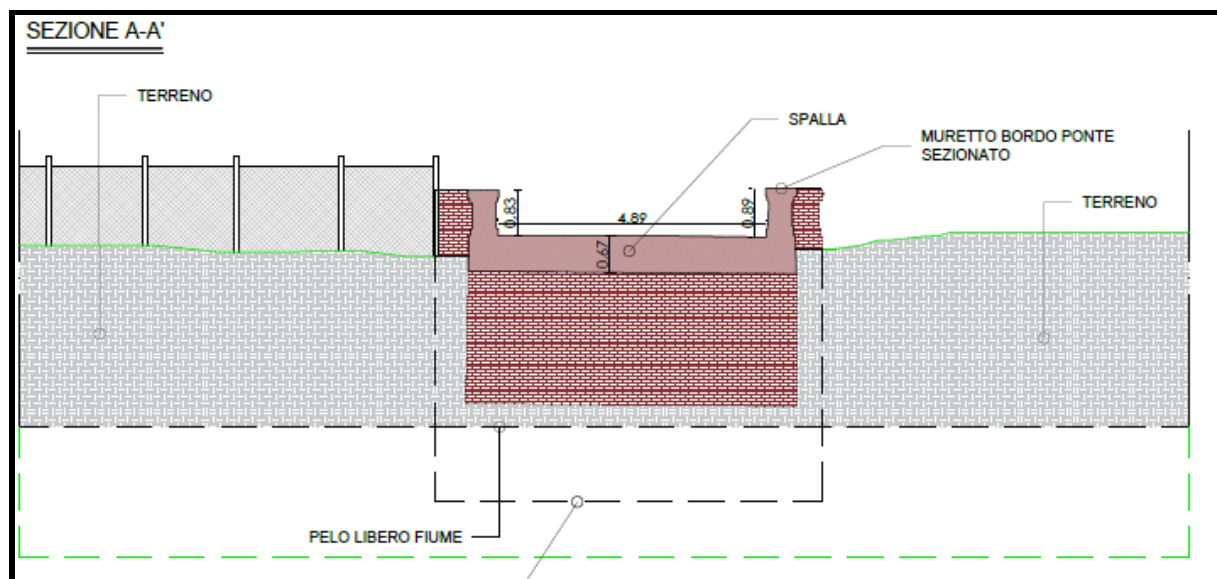 SEZIONE A-A'
TERRENO
SPALLA
MURETTO BORDO PONTE
SEZIONATO
TERRENO
0.83
4.89
0.89
0.67
PELO LIBERO FIUME